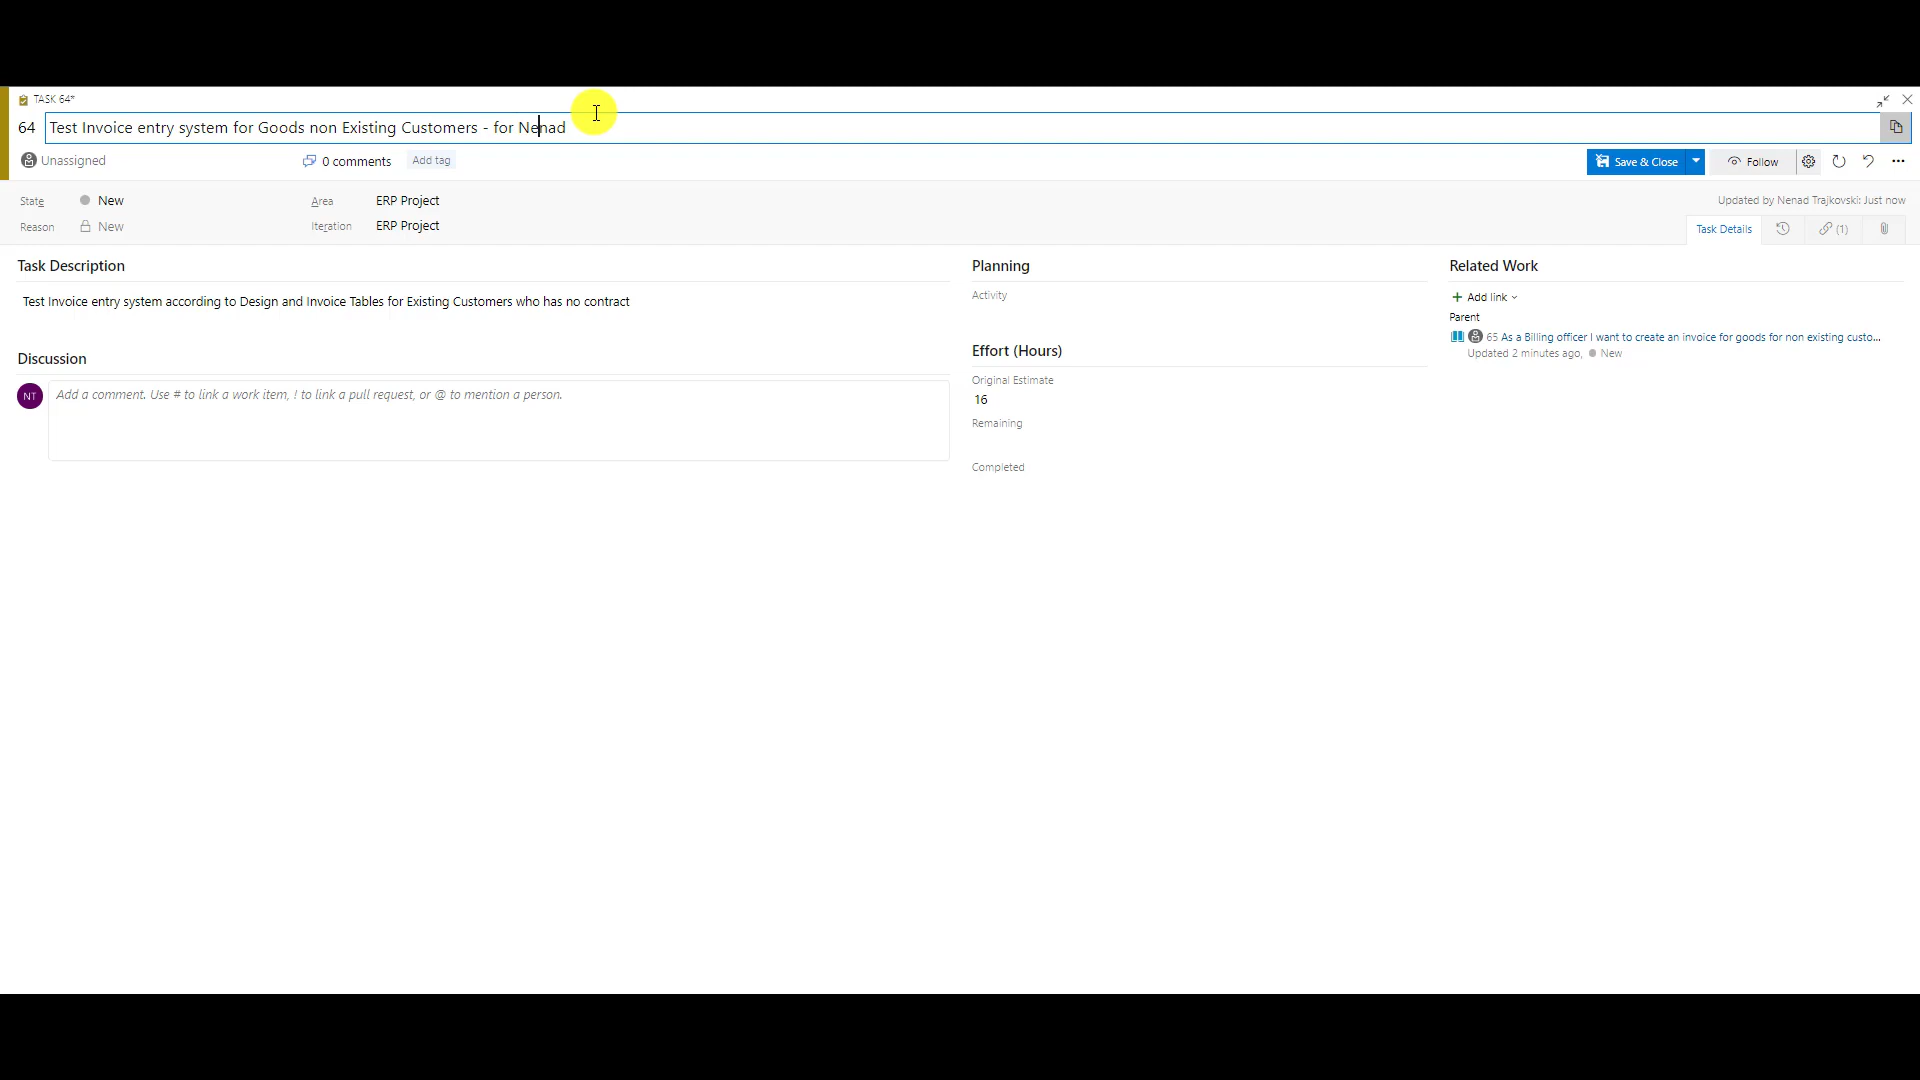 TASK 64*
64 Test Invoice entry system for Goods non Existing Customers - for Nenad
Unassigned 0 comments Add tag Save & Close Follow
State New Area ERP Project Updated by Nenad Trajkovski: Just now
Reason New Iteration ERP Project Task Details (1)
Task Description Planning Related Work
Test Invoice entry system according to Design and Invoice Tables for Existing Customers who has no contract Activity + Add link
Parent
65 As a Billing officer I want to create an invoice for goods for non existing custo...
Updated 2 minutes ago, New
Discussion Effort (Hours)
NT Add a comment. Use # to link a work item, ! to link a pull request, or @ to mention a person. Original Estimate
16
Remaining
Completed